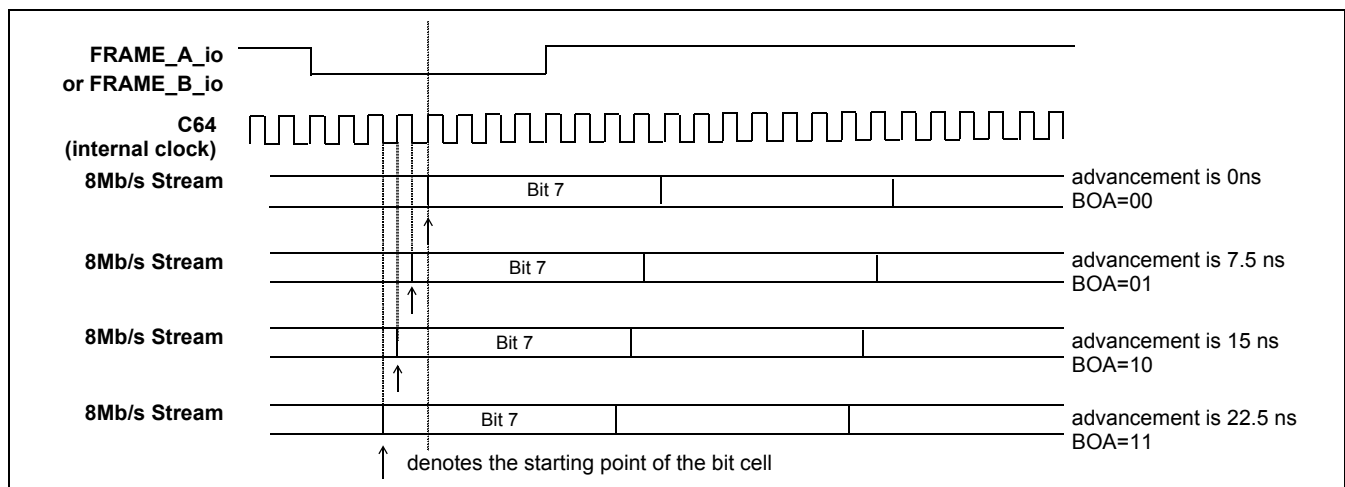 FRAME_A_io
or FRAME_B_io
C64
(internal clock)
8Mb/s Stream
Bit 7
advancement is 0ns
BOA=00
8Mb/s Stream
Bit 7
advancement is 7.5 ns
BOA=01
8Mb/s Stream
Bit 7
advancement is 15 ns
BOA=10
8Mb/s Stream
Bit 7
advancement is 22.5 ns
BOA=11
denotes the starting point of the bit cell